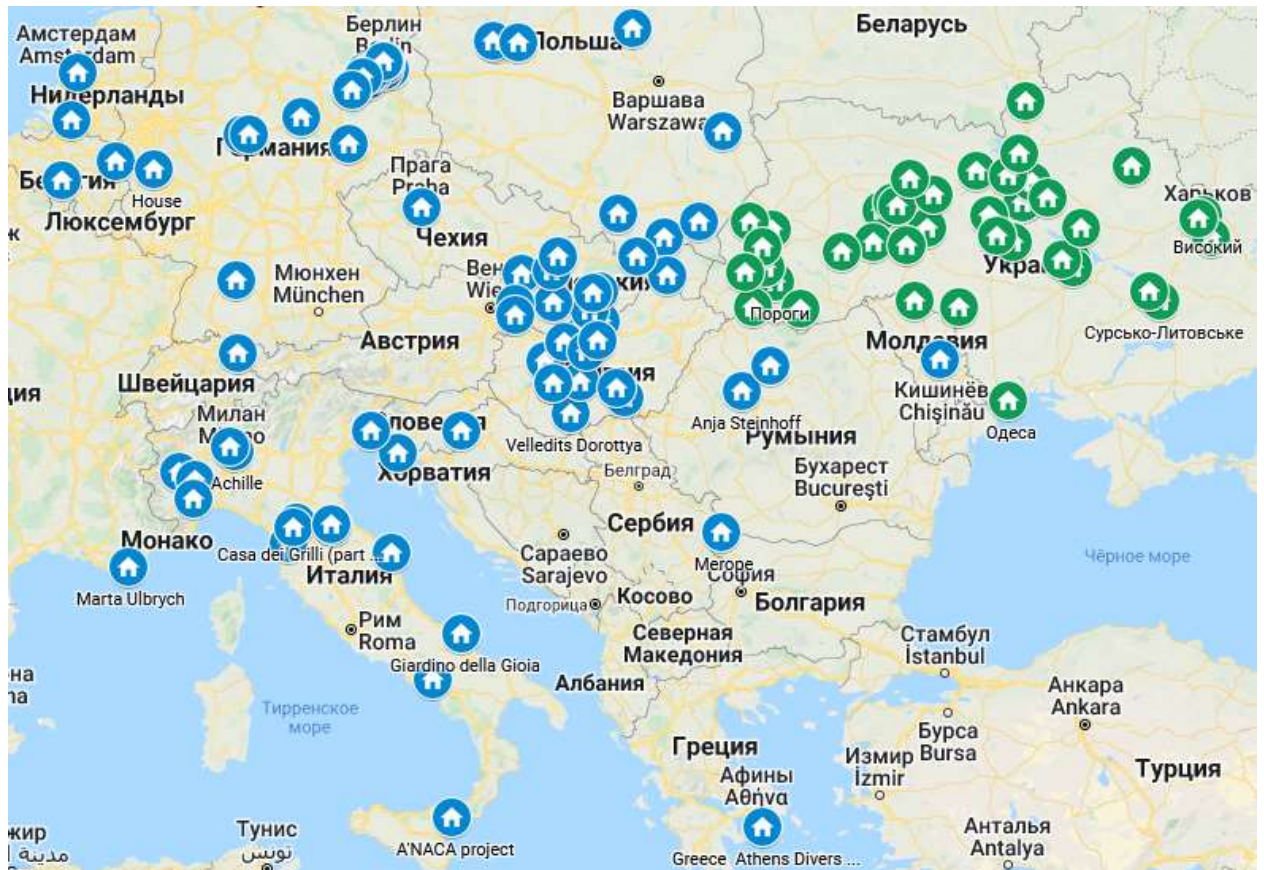 Амстердам
Amsterdam
Нидерланды
Берлин
Berlin
Польша
Беларусь
Варшава
Warszawa
Германия
Бельгия
House
Люксембург
Прага
Praha
Чехия
Харьков
Високий
Мюнхен
München
Австрия
Пороги
Сурсько-Литовське
Молдавия
Швейцария
Кишинёв
Chișinău
Одеса
Милан
Achille
Anja Steinhoff
Румыния
Velledits Dorottya
Хорватия
Белград
Бухарест
București
Монако
Casa dei Grilli (part ...
Италия
Marta Ulbrych
Сербия
Сараево
Sarajevo
Merope
София
Чёрное море
Подгорица
Косово
Болгария
Рим
Roma
Giardino della Gioia
Северная
Македония
Албания
Стамбул
İstanbul
Тирренское
море
Анкара
Ankara
Бурса
Bursa
Греция
Измир
İzmir
Турция
Афины
Αθήνα
Тунис
تونس
A'NACA project
Greece Athens Divers ...
Анталья
Antalya
مدينة